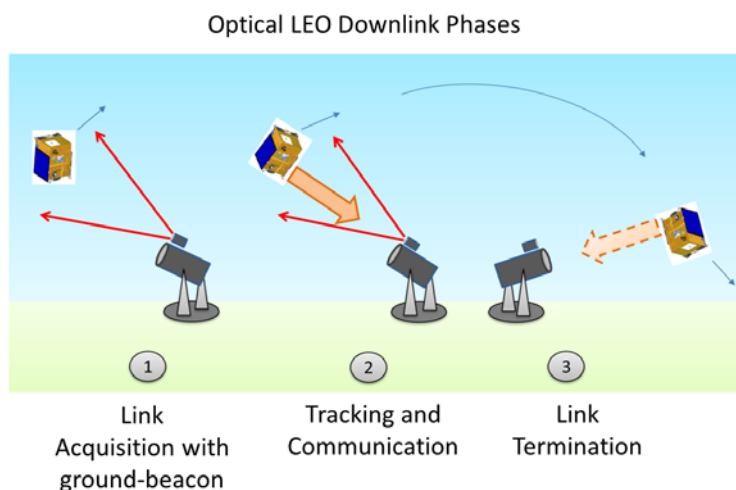 Optical LEO Downlink Phases
1
2
3
Link
Acquisition with
ground-beacon
Tracking and
Communication
Link
Termination